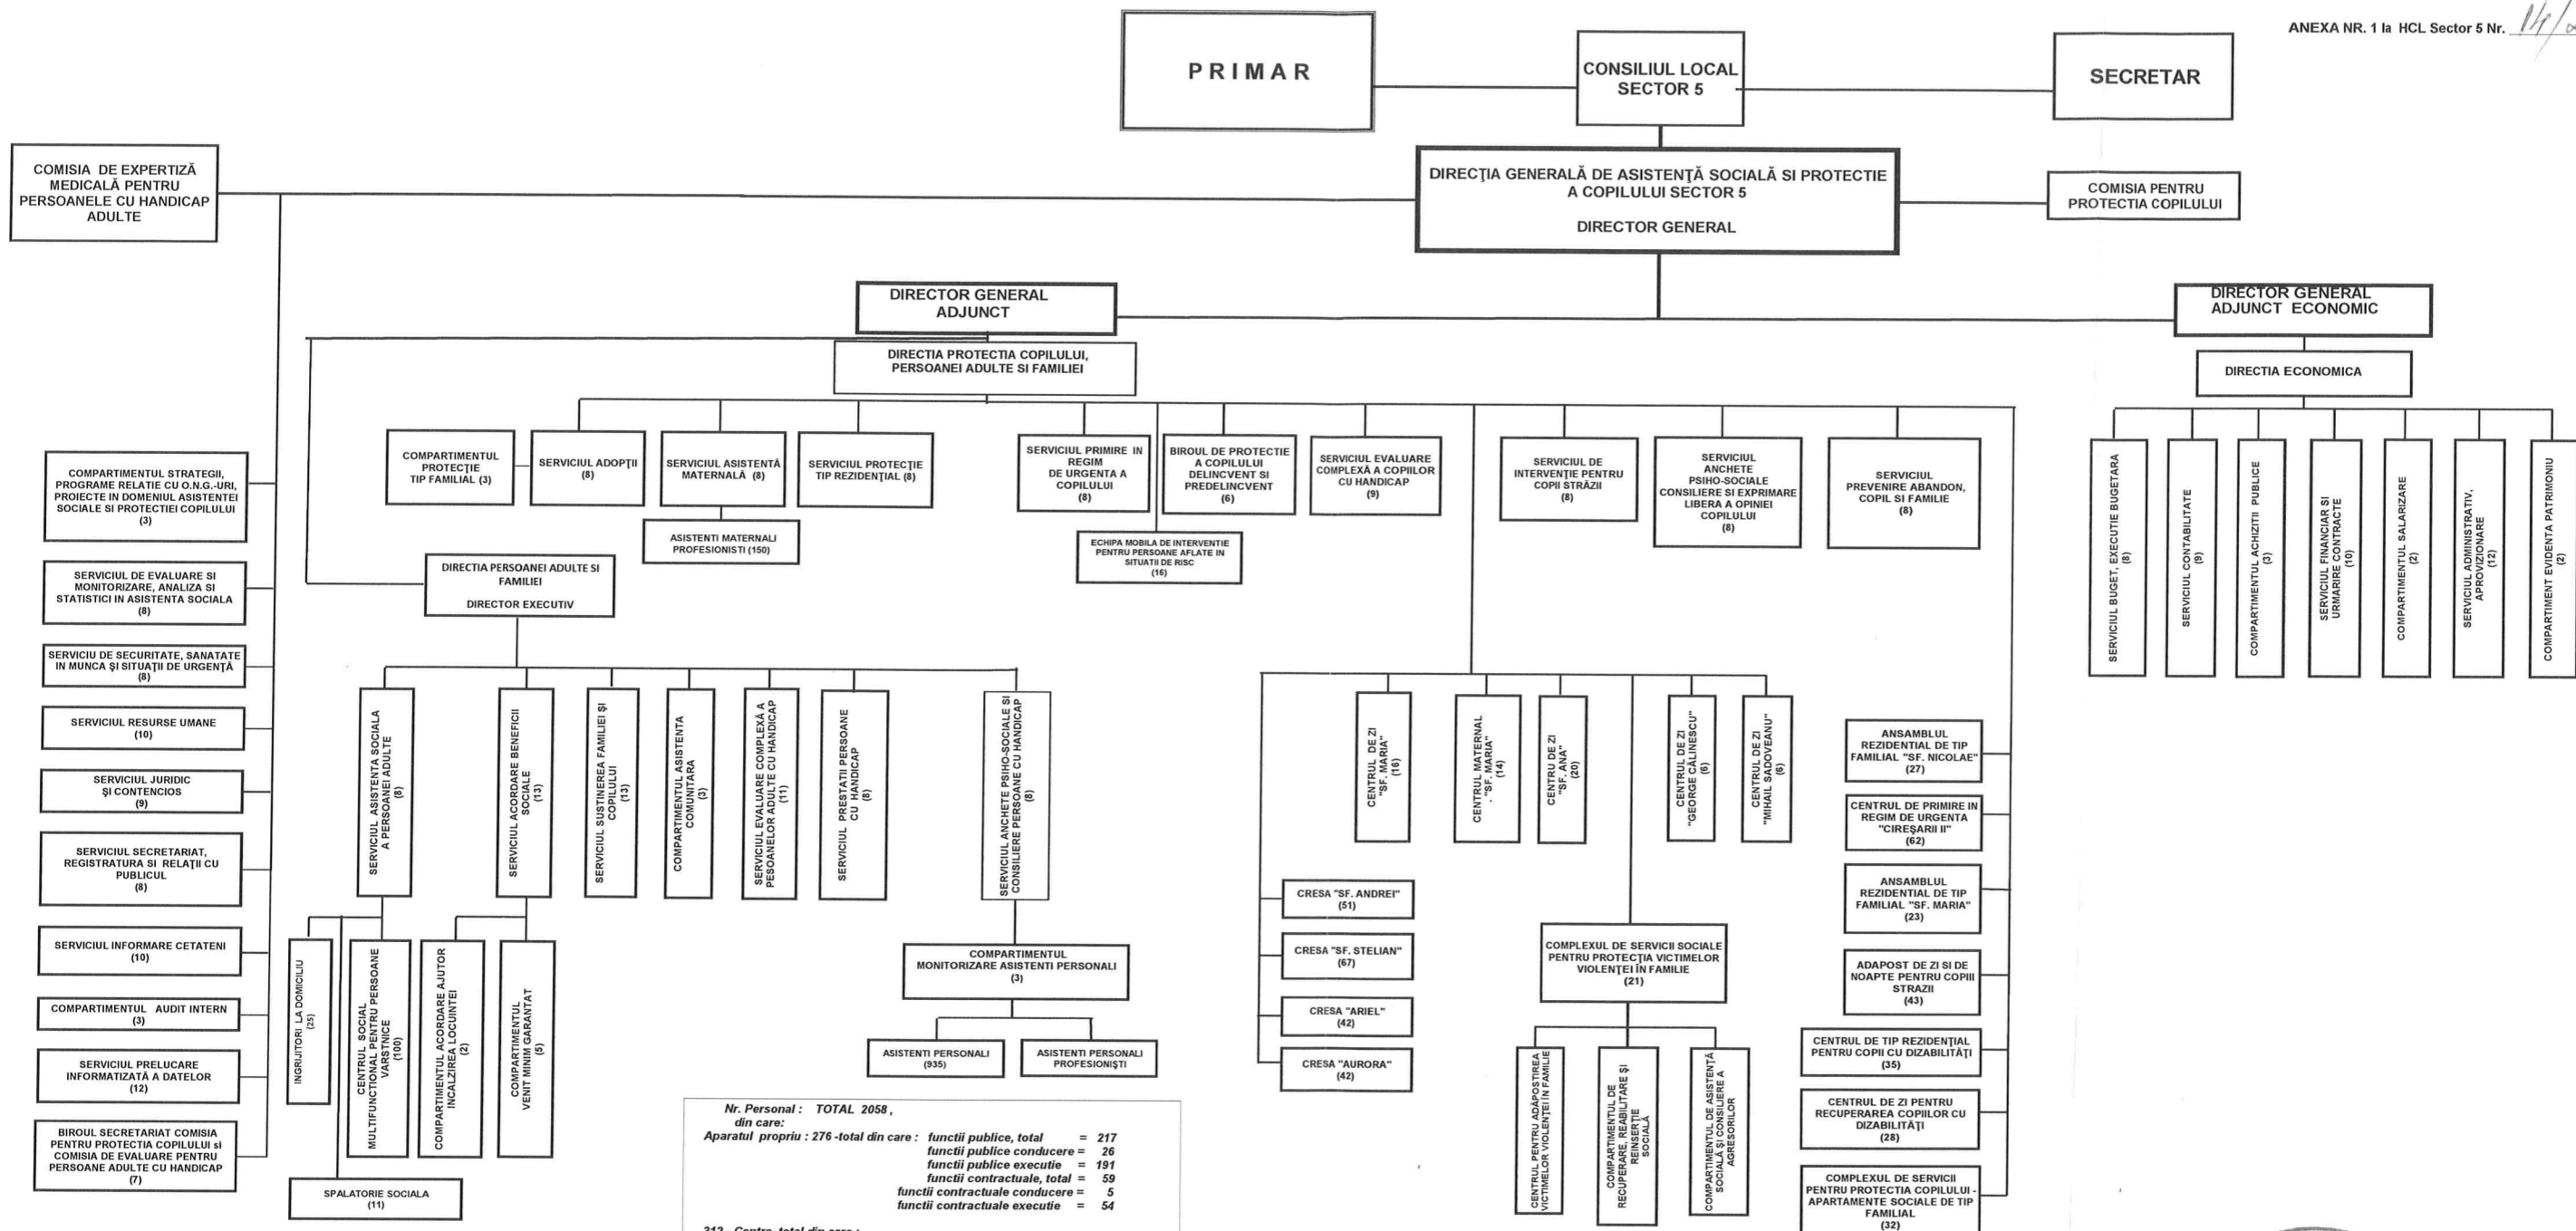 ANEXA NR. 1 la HCL Sector 5 Nr. 14/
PRIMAR
CONSILIUL LOCAL
SECTOR 5
SECRETAR
COMISIA DE EXPERTIZĂ
MEDICALĂ PENTRU
PERSOANELE CU HANDICAP
ADULTE
DIRECŢIA GENERALĂ DE ASISTENŢĂ SOCIALĂ SI PROTECTIE
A COPILULUI SECTOR 5
DIRECTOR GENERAL
COMISIA PENTRU
PROTECTIA COPILULUI
DIRECTOR GENERAL
ADJUNCT
DIRECTOR GENERAL
ADJUNCT ECONOMIC
DIRECTIA PROTECTIA COPILULUI,
PERSOANEI ADULTE SI FAMILIEI
DIRECTIA ECONOMICA
COMPARTIMENTUL
PROTECŢIE
TIP FAMILIAL (3)
SERVICIUL ADOPŢII
(8)
SERVICIUL ASISTENTĂ
MATERNALĂ (8)
SERVICIUL PROTECŢIE
TIP REZIDENŢIAL (8)
SERVICIUL PRIMIRE IN
REGIM
DE URGENTA A
COPILULUI
(8)
BIROUL DE PROTECTIE
A COPILULUI
DELINCVENT SI
PREDELINCVENT
(6)
SERVICIUL EVALUARE
COMPLEXĂ A COPIILOR
CU HANDICAP
(9)
SERVICIUL DE
INTERVENŢIE PENTRU
COPII STRĂZII
(8)
SERVICIUL
ANCHETE
PSIHO-SOCIALE
CONSILIERE SI EXPRIMARE
LIBERA A OPINIEI
COPILULUI
(8)
SERVICIUL
PREVENIRE ABANDON,
COPIL SI FAMILIE
(8)
ASISTENTI MATERNALI
PROFESIONISTI (150)
ECHIPA MOBILA DE INTERVENTIE
PENTRU PERSOANE AFLATE IN
SITUATII DE RISC
(16)
SERVICIUL BUGET, EXECUTIE BUGETARA
(8)
SERVICIUL CONTABILITATE
(9)
COMPARTIMENTUL ACHIZITII PUBLICE
(3)
SERVICIUL FINANCIAR SI
URMARIRE CONTRACTE
(10)
COMPARTIMENTUL SALARIZARE
(2)
SERVICIUL ADMINISTRATIV,
APROVIZIONARE
(12)
COMPARTIMENT EVIDENTA PATRIMONIU
(2)
COMPARTIMENTUL STRATEGII,
PROGRAME RELATIE CU O.N.G.-URI,
PROIECTE IN DOMENIUL ASISTENTEI
SOCIALE SI PROTECTIEI COPILULUI
(3)
SERVICIUL DE EVALUARE SI
MONITORIZARE, ANALIZA SI
STATISTICI IN ASISTENTA SOCIALA
(8)
SERVICIU DE SECURITATE, SANATATE
IN MUNCA ŞI SITUAŢII DE URGENŢĂ
(8)
SERVICIUL RESURSE UMANE
(10)
SERVICIUL JURIDIC
ŞI CONTENCIOS
(9)
SERVICIUL SECRETARIAT,
REGISTRATURA SI RELAŢII CU
PUBLICUL
(8)
SERVICIUL INFORMARE CETATENI
(10)
COMPARTIMENTUL AUDIT INTERN
(3)
SERVICIUL PRELUCARE
INFORMATIZATĂ A DATELOR
(12)
BIROUL SECRETARIAT COMISIA
PENTRU PROTECTIA COPILULUI si
COMISIA DE EVALUARE PENTRU
PERSOANE ADULTE CU HANDICAP
(7)
DIRECTIA PERSOANEI ADULTE SI
FAMILIEI
DIRECTOR EXECUTIV
SERVICIUL ASISTENTA SOCIALA
A PERSOANEI ADULTE
(8)
SERVICIUL ACORDARE BENEFICII
SOCIALE
(13)
SERVICIUL SUSTINEREA FAMILIEI ŞI
COPILULUI
(13)
COMPARTIMENTUL ASISTENTA
COMUNITARA
(3)
SERVICIUL EVALUARE COMPLEXĂ A
PESOANELOR ADULTE CU HANDICAP
(11)
SERVICIUL PRESTATII PERSOANE
CU HANDICAP
(8)
SERVICIUL ANCHETE PSIHO-SOCIALE SI
CONSILIERE PERSOANE CU HANDICAP
(8)
INGRIJITORI LA DOMICILIU
(25)
CENTRUL SOCIAL
MULTIFUNCTIONAL PENTRU PERSOANE
VARSTNICE
(100)
COMPARTIMENTUL ACORDARE AJUTOR
INCALZIREA LOCUINTEI
(2)
COMPARTIMENTUL
VENIT MINIM GARANTAT
(5)
SPALATORIE SOCIALA
(11)
COMPARTIMENTUL
MONITORIZARE ASISTENTI PERSONALI
(3)
ASISTENTI PERSONALI
(935)
ASISTENTI PERSONALI
PROFESIONIŞTI
CENTRUL DE ZI
"SF. MARIA"
(16)
CENTRUL MATERNAL
. "SF. MARIA"
(14)
CENTRU DE ZI
"SF. ANA"
(20)
CENTRUL DE ZI
"GEORGE CĂLINESCU"
(6)
CENTRUL DE ZI
"MIHAIL SADOVEANU"
(6)
CRESA "SF. ANDREI"
(51)
CRESA "SF. STELIAN"
(67)
CRESA "ARIEL"
(42)
CRESA "AURORA"
(42)
COMPLEXUL DE SERVICII SOCIALE
PENTRU PROTECŢIA VICTIMELOR
VIOLENŢEI ÎN FAMILIE
(21)
CENTRUL PENTRU ADĂPOSTIREA
VICTIMELOR VIOLENŢEI ÎN FAMILIE
COMPARTIMENTUL DE
RECUPERARE, REABILITARE ŞI
REINSERŢIE
SOCIALĂ
COMPARTIMENTUL DE ASISTENŢĂ
SOCIALĂ ŞI CONSILIERE A
AGRESORILOR
ANSAMBLUL
REZIDENTIAL DE TIP
FAMILIAL "SF. NICOLAE"
(27)
CENTRUL DE PRIMIRE IN
REGIM DE URGENTA
"CIREŞARII II"
(62)
ANSAMBLUL
REZIDENTIAL DE TIP
FAMILIAL "SF. MARIA"
(23)
ADAPOST DE ZI SI DE
NOAPTE PENTRU COPIII
STRAZII
(43)
CENTRUL DE TIP REZIDENŢIAL
PENTRU COPII CU DIZABILITĂŢI
(35)
CENTRUL DE ZI PENTRU
RECUPERAREA COPIILOR CU
DIZABILITĂŢI
(28)
COMPLEXUL DE SERVICII
PENTRU PROTECTIA COPILULUI -
APARTAMENTE SOCIALE DE TIP
FAMILIAL
(32)
Nr. Personal : TOTAL 2058 ,
din care:
Aparatul propriu : 276 -total din care : functii publice, total = 217
functii publice conducere = 26
functii publice executie = 191
functii contractuale, total = 59
functii contractuale conducere = 5
functii contractuale executie = 54